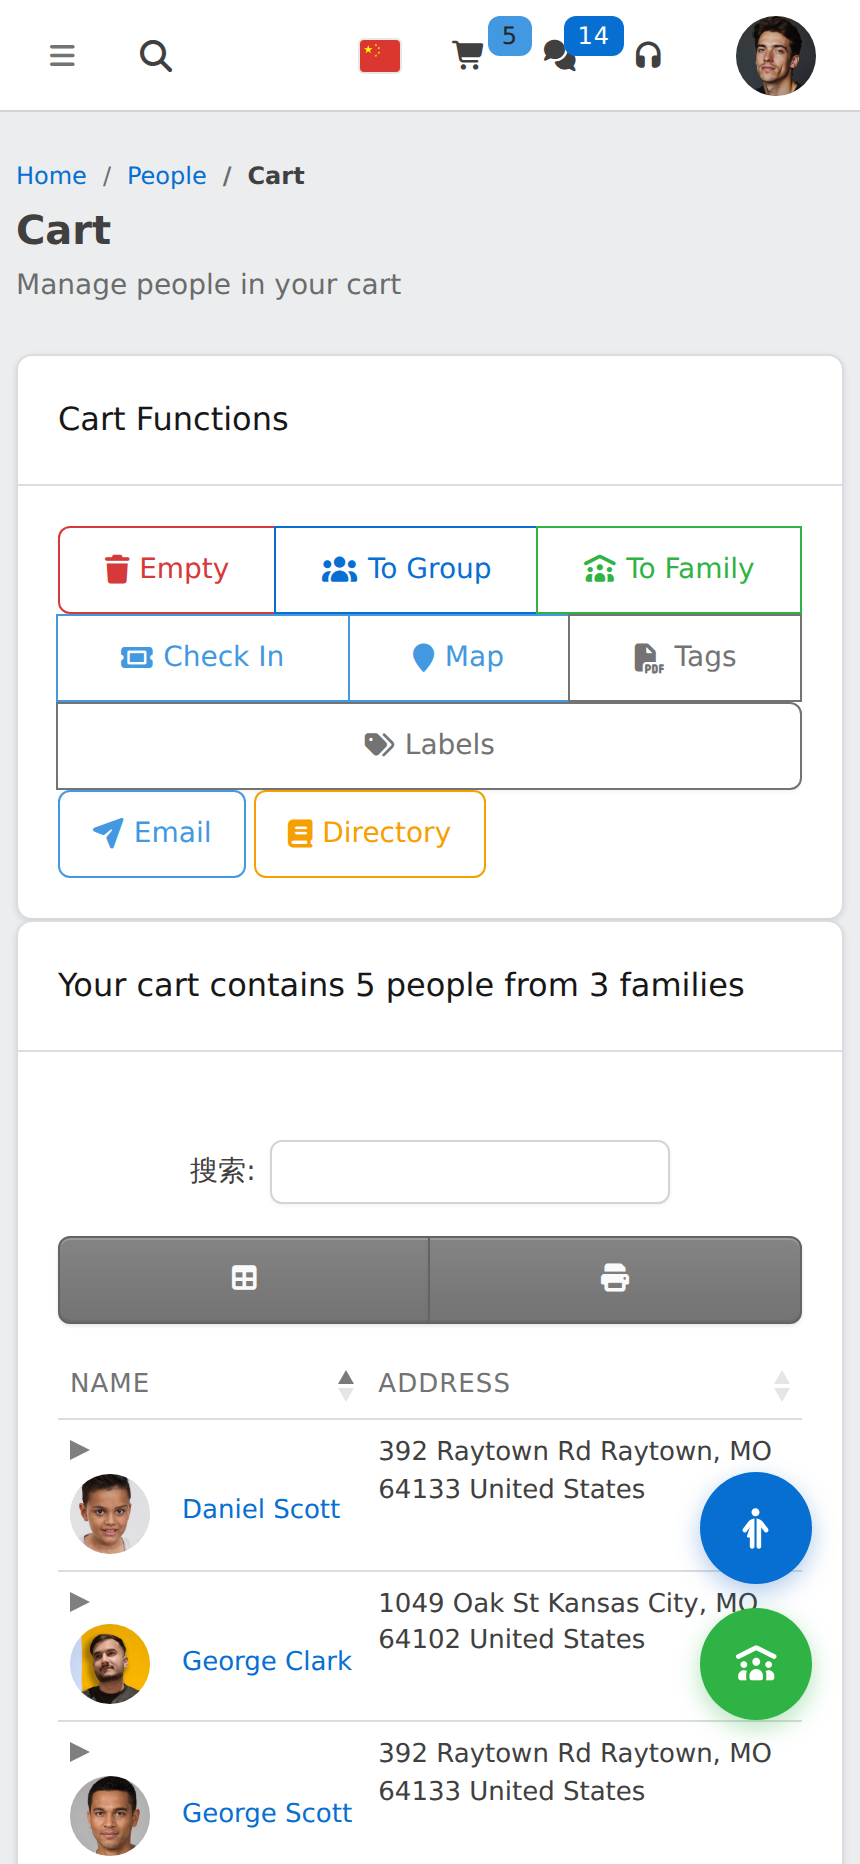 5
14
Home / People / Cart
Cart
Manage people in your cart
Cart Functions
Empty
To Group
To Family
Check In
Map
PDF
Tags
Labels
Email
Directory
Your cart contains 5 people from 3 families
搜索:
NAME
ADDRESS
Daniel Scott
392 Raytown Rd Raytown, MO
64133 United States
George Clark
1049 Oak St Kansas City, MO
64102 United States
George Scott
392 Raytown Rd Raytown, MO
64133 United States